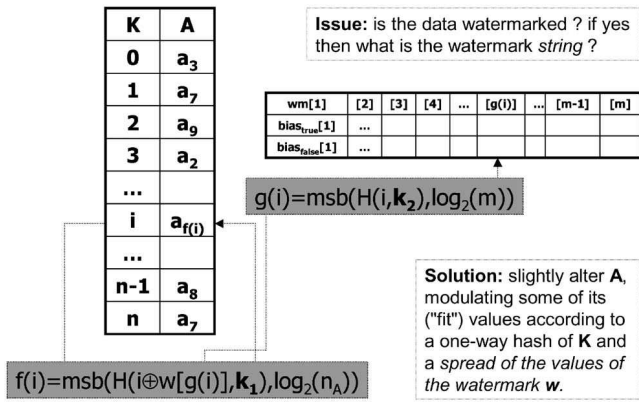 K A
0 a3
1 a7
2 a9
3 a2
...
i af(i)
...
n-1 a8
n a7
Issue: is the data watermarked ? if yes
then what is the watermark string ?
wm[1] [2] [3] [4] ... [g(i)] ... [m-1] [m]
biastrue[1] ...
biasfalse[1] ...
g(i)=msb(H(i,k2),log2(m))
Solution: slightly alter A,
modulating some of its
("fit") values according to
a one-way hash of K and
a spread of the values of
the watermark w.
f(i)=msb(H(i⊕w[g(i)],k1),log2(nA))